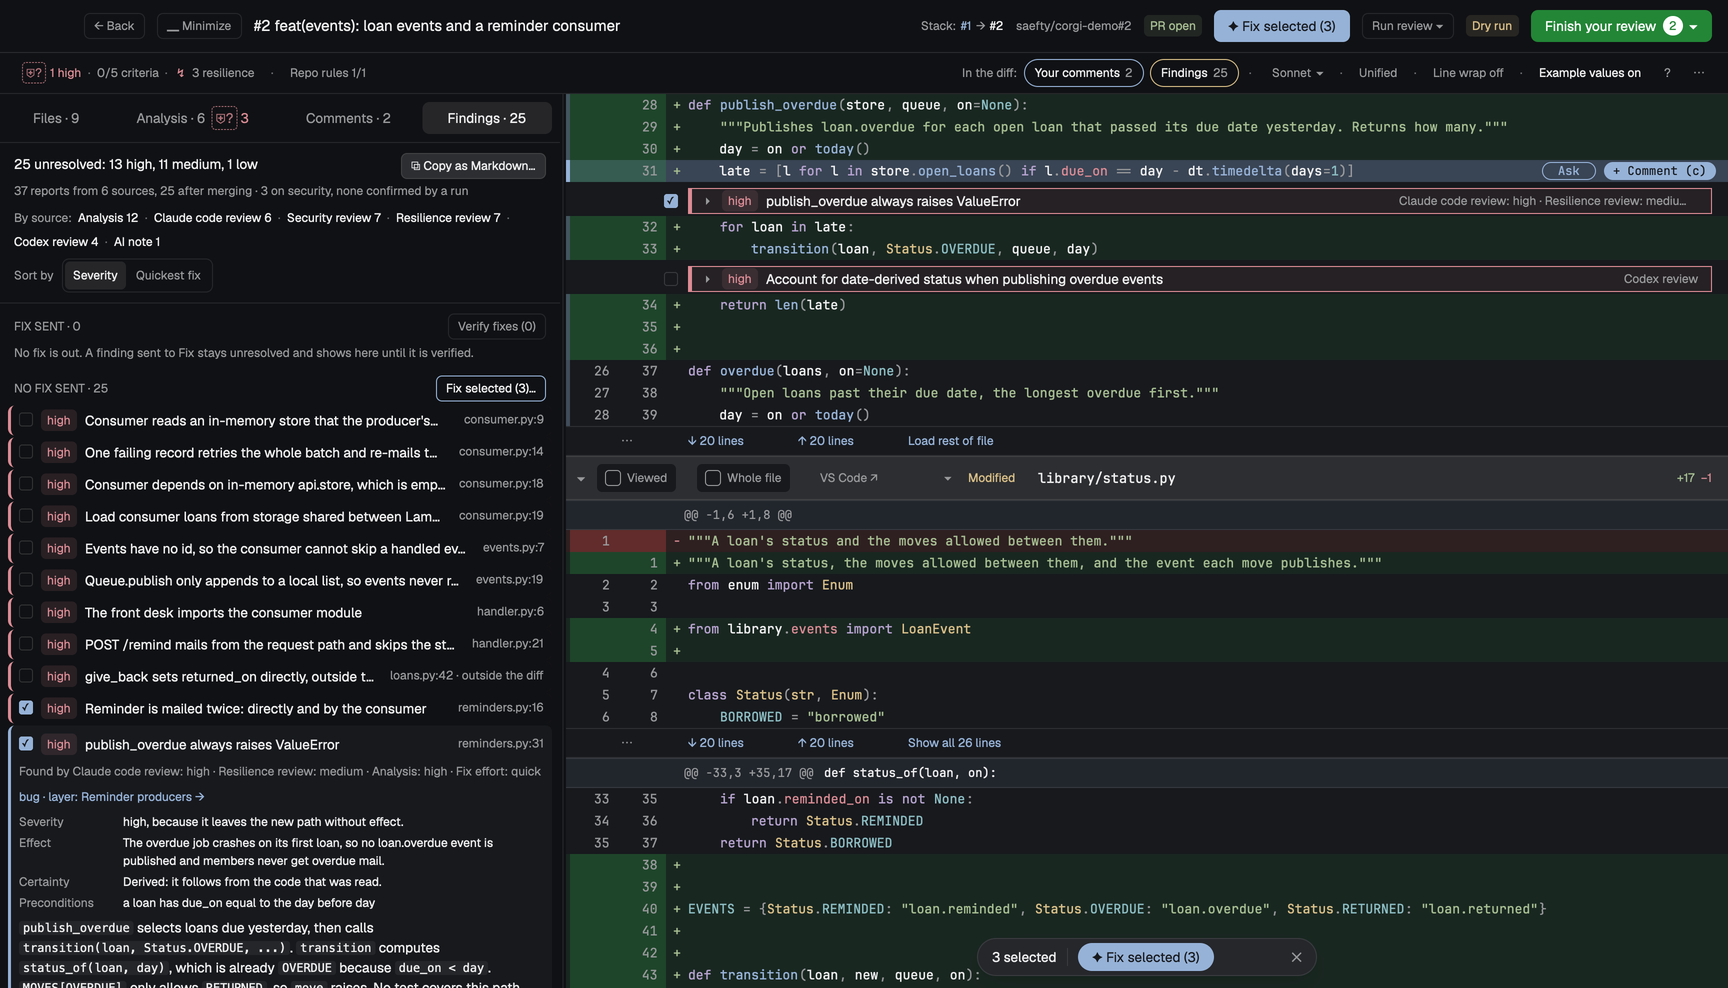 ← Back
Minimize
#2 feat(events): loan events and a reminder consumer
Stack: #1 → #2
saefty/corgi-demo#2
PR open
✦ Fix selected (3)
Run review
Dry run
Finish your review 2
1 high · 0/5 criteria · 3 resilience · Repo rules 1/1
In the diff:
Your comments 2
Findings 25
· Sonnet · Unified · Line wrap off · Example values on ? ···
Files · 9
Analysis · 6 3
Comments · 2
Findings · 25
25 unresolved: 13 high, 11 medium, 1 low
Copy as Markdown...
37 reports from 6 sources, 25 after merging · 3 on security, none confirmed by a run
By source: Analysis 12 · Claude code review 6 · Security review 7 · Resilience review 7 ·
Codex review 4 · AI note 1
Sort by Severity Quickest fix
FIX SENT · 0
Verify fixes (0)
No fix is out. A finding sent to Fix stays unresolved and shows here until it is verified.
NO FIX SENT · 25
Fix selected (3)...
high Consumer reads an in-memory store that the producer's... consumer.py:9
high One failing record retries the whole batch and re-mails t... consumer.py:14
high Consumer depends on in-memory api.store, which is emp... consumer.py:18
high Load consumer loans from storage shared between Lam... consumer.py:19
high Events have no id, so the consumer cannot skip a handled ev... events.py:7
high Queue.publish only appends to a local list, so events never r... events.py:19
high The front desk imports the consumer module handler.py:6
high POST /remind mails from the request path and skips the st... handler.py:21
high give_back sets returned_on directly, outside t... loans.py:42 · outside the diff
high Reminder is mailed twice: directly and by the consumer reminders.py:16
high publish_overdue always raises ValueError reminders.py:31
Found by Claude code review: high · Resilience review: medium · Analysis: high · Fix effort: quick
bug · layer: Reminder producers →
Severity high, because it leaves the new path without effect.
Effect The overdue job crashes on its first loan, so no loan.overdue event is
published and members never get overdue mail.
Certainty Derived: it follows from the code that was read.
Preconditions a loan has due_on equal to the day before day
publish_overdue selects loans due yesterday, then calls
transition(loan, Status.OVERDUE, ...). transition computes
status_of(loan, day), which is already OVERDUE because due_on < day.
MOVES[OVERDUE] only allows RETURNED, so move raises. No test covers this path.
28 + def publish_overdue(store, queue, on=None):
29 + """Publishes loan.overdue for each open loan that passed its due date yesterday. Returns how many."""
30 + day = on or today()
31 + late = [l for l in store.open_loans() if l.due_on == day - dt.timedelta(days=1)]
Ask
+ Comment (c)
high publish_overdue always raises ValueError Claude code review: high · Resilience review: mediu...
32 + for loan in late:
33 + transition(loan, Status.OVERDUE, queue, day)
high Account for date-derived status when publishing overdue events Codex review
34 + return len(late)
35 +
36 +
26 37 def overdue(loans, on=None):
27 38 """Open loans past their due date, the longest overdue first."""
28 39 day = on or today()
··· ↓ 20 lines ↑ 20 lines Load rest of file
Viewed
Whole file
VS Code ↗
Modified
library/status.py
+17 −1
@@ -1,6 +1,8 @@
1 - """A loan's status and the moves allowed between them."""
1 + """A loan's status, the moves allowed between them, and the event each move publishes."""
2 2 from enum import Enum
3 3
4 + from library.events import LoanEvent
5 +
4 6
5 7 class Status(str, Enum):
6 8 BORROWED = "borrowed"
··· ↓ 20 lines ↑ 20 lines Show all 26 lines
@@ -33,3 +35,17 @@ def status_of(loan, on):
33 35 if loan.reminded_on is not None:
34 36 return Status.REMINDED
35 37 return Status.BORROWED
38 +
39 +
40 + EVENTS = {Status.REMINDED: "loan.reminded", Status.OVERDUE: "loan.overdue", Status.RETURNED: "loan.returned"}
41 +
42 +
43 + def transition(loan, new, queue, on):
3 selected
✦ Fix selected (3)